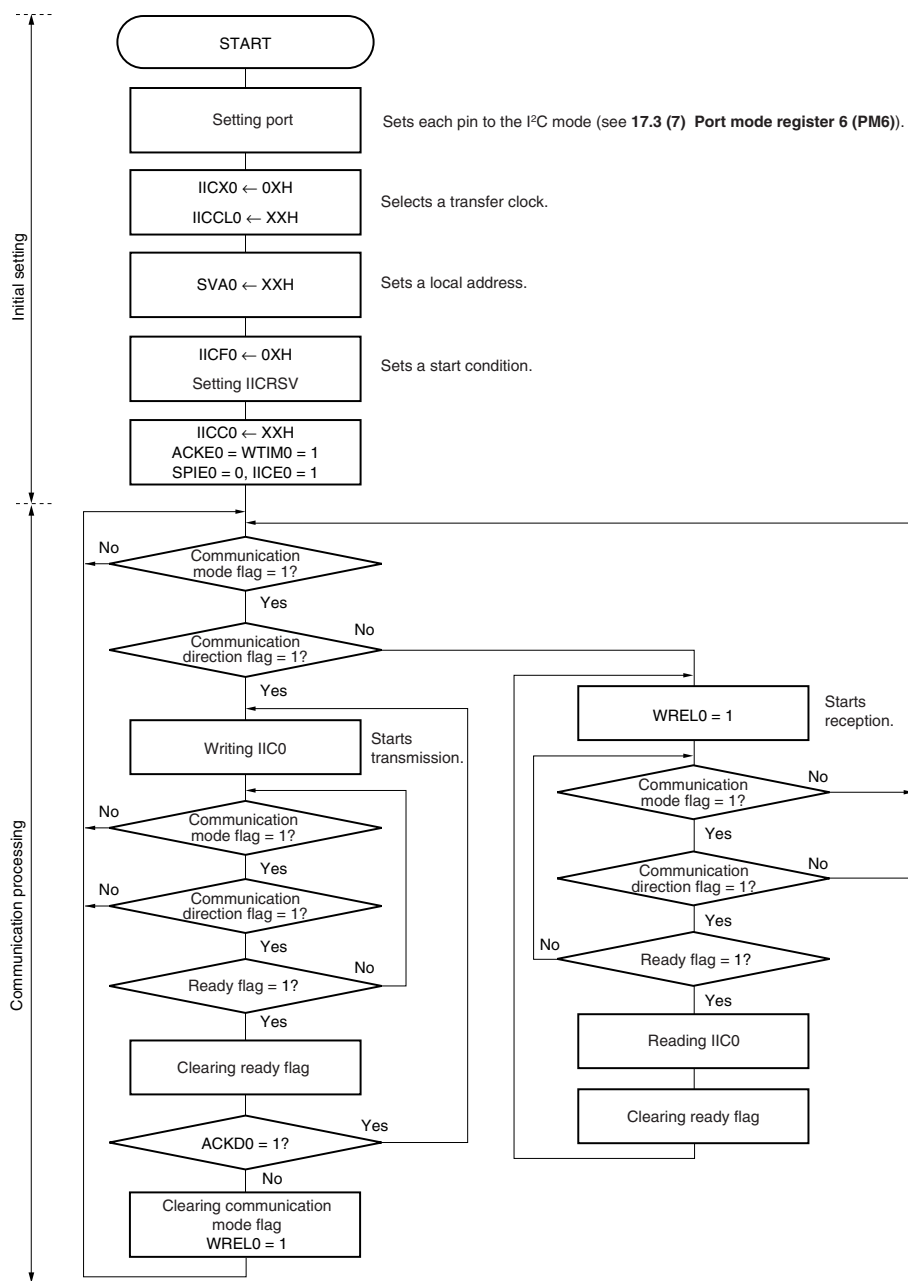 START
Setting port
Sets each pin to the I²C mode (see 17.3 (7) Port mode register 6 (PM6)).
IICX0 ← 0XH
IICCL0 ← XXH
Selects a transfer clock.
SVA0 ← XXH
Sets a local address.
IICF0 ← 0XH
Setting IICRSV
Sets a start condition.
IICC0 ← XXH
ACKE0 = WTIM0 = 1
SPIE0 = 0, IICE0 = 1
Initial setting
Communication processing
No
Communication
mode flag = 1?
Yes
Communication
direction flag = 1?
No
Yes
Writing IIC0
Starts
transmission.
No
Communication
mode flag = 1?
Yes
No
Communication
direction flag = 1?
Yes
Ready flag = 1?
No
Yes
Clearing ready flag
ACKD0 = 1?
Yes
No
Clearing communication
mode flag
WREL0 = 1
WREL0 = 1
Starts
reception.
Communication
mode flag = 1?
No
Yes
Communication
direction flag = 1?
No
Yes
No
Ready flag = 1?
Yes
Reading IIC0
Clearing ready flag